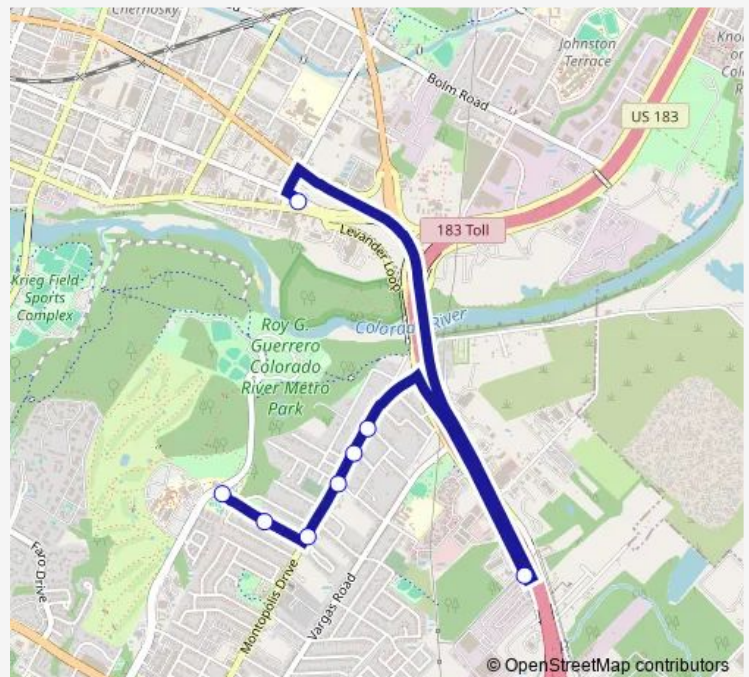 Chernosky
Johnston
Terrace
Bolm Road
US 183
183 Toll
Levander Loop
Krieg Field-
Sports
Complex
Colorado River
Roy G.
Guerrero
Colorado
River Metro
Park
Faro Drive
Montopolis Drive
Vargas Road
© OpenStreetMap contributors